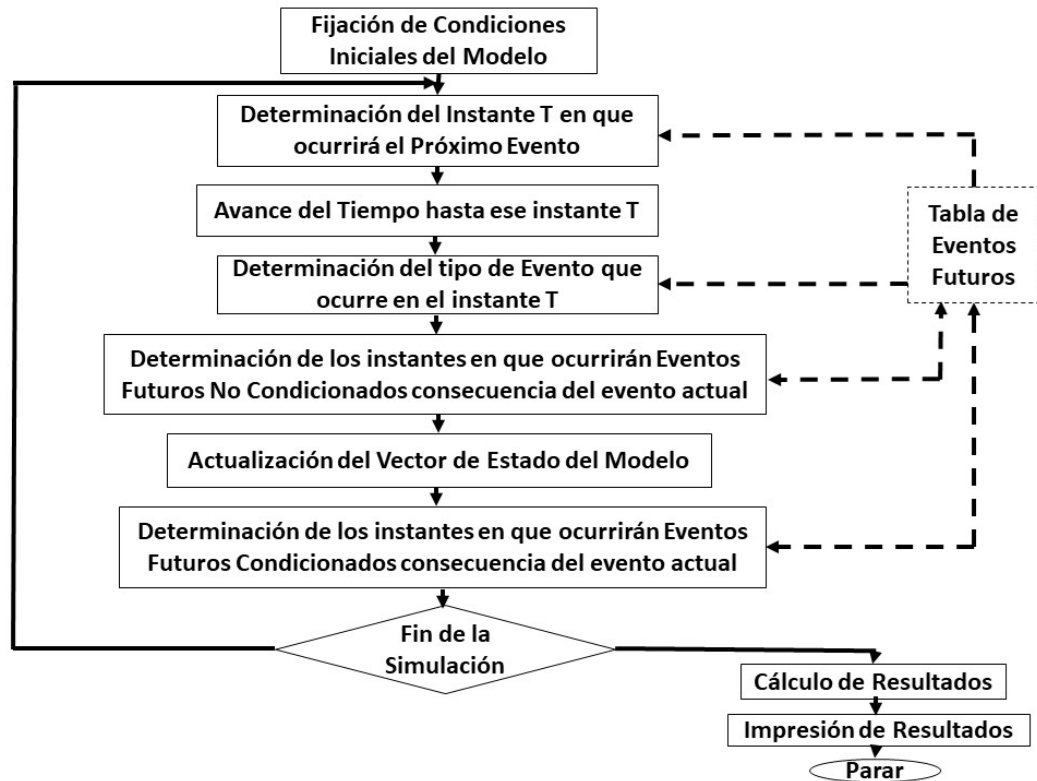 Fijación de Condiciones
Iniciales del Modelo
Determinación del Instante T en que
ocurrirá el Próximo Evento
Avance del Tiempo hasta ese instante T
Tabla de
Eventos
Futuros
Determinación del tipo de Evento que
ocurre en el instante T
Determinación de los instantes en que ocurrirán Eventos
Futuros No Condicionados consecuencia del evento actual
Actualización del Vector de Estado del Modelo
Determinación de los instantes en que ocurrirán Eventos
Futuros Condicionados consecuencia del evento actual
Fin de la
Simulación
Cálculo de Resultados
Impresión de Resultados
Parar